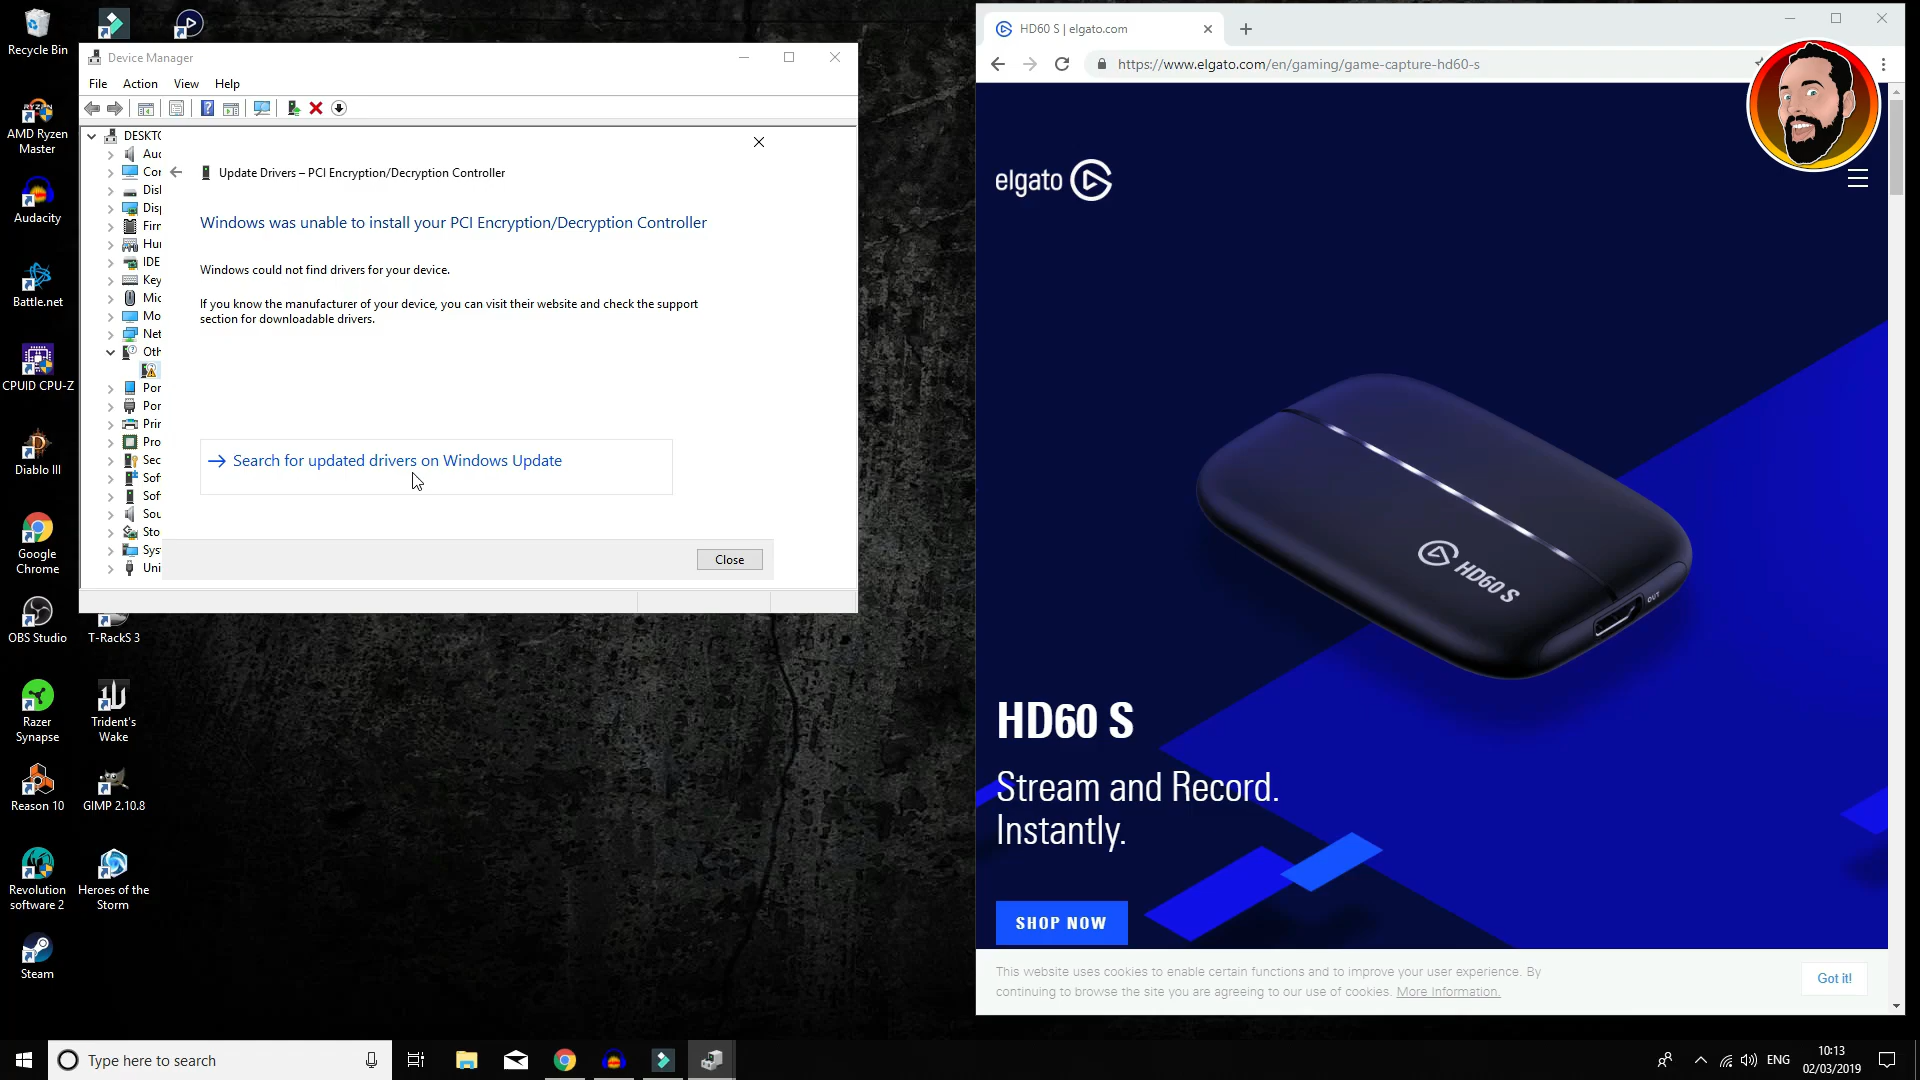 Recycle Bin
AMD Ryzen
Master
Audacity
Battle.net
CPUID CPU-Z
Diablo III
Google
Chrome
OBS Studio
T-RackS 3
Razer
Synapse
Trident's
Wake
Reason 10
GIMP 2.10.8
Revolution
software 2
Heroes of the
Storm
Steam
Device Manager
File
Action
View
Help
DESKTO
Auc
Cor
Disl
Disp
Firn
Hur
IDE
Key
Mic
Mo
Net
Oth
Por
Por
Prir
Pro
Sec
Sof
Sof
Sou
Sto
Sys
Uni
Update Drivers – PCI Encryption/Decryption Controller
Windows was unable to install your PCI Encryption/Decryption Controller
Windows could not find drivers for your device.
If you know the manufacturer of your device, you can visit their website and check the support
section for downloadable drivers.
Search for updated drivers on Windows Update
Close
HD60 S | elgato.com
https://www.elgato.com/en/gaming/game-capture-hd60-s
elgato
HD60 S
OUT
HD60 S
Stream and Record.
Instantly.
SHOP NOW
This website uses cookies to enable certain functions and to improve your user experience. By
continuing to browse the site you are agreeing to our use of cookies. More Information.
Got it!
Type here to search
ENG
10:13
02/03/2019